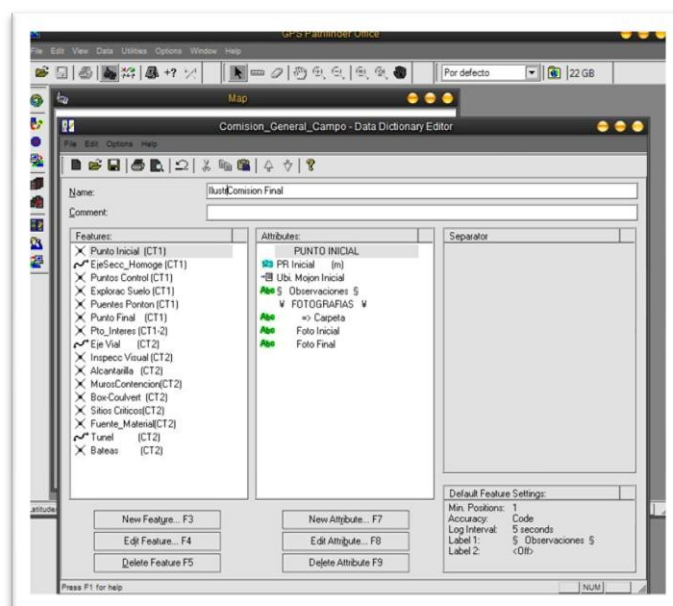 GPS Pathfinder Office
File Edit View Data Utilities Options Window Help
+? Por defecto 22 GB
Map
Comision_General_Campo - Data Dictionary Editor
File Edit Options Help
Name: IlustrComision Final
Comment:
Features: Attributes: Separator
Punto Inicial (CT1)
EjeSecc_Homoge (CT1)
Puntos Control (CT1)
Explorac Suelo (CT1)
Puentes Ponton (CT1)
Punto Final (CT1)
Pto_Interes (CT1-2)
Eje Vial (CT2)
Inspecc Visual (CT2)
Alcantarilla (CT2)
MurosContencion(CT2)
Box-Coulvert (CT2)
Sitios Criticos(CT2)
Fuente_Material(CT2)
Tunel (CT2)
Bateas (CT2)
PUNTO INICIAL
123 PR Inicial (m)
Ubi. Mojon Inicial
Abc § Observaciones §
¥ FOTOGRAFIAS ¥
Abc => Carpeta
Abc Foto Inicial
Abc Foto Final
Default Feature Settings:
Min. Positions: 1
Accuracy: Code
Log Interval: 5 seconds
Label 1: § Observaciones §
Label 2: <Off>
New Feature... F3 New Attribute... F7
Edit Feature... F4 Edit Attribute... F8
Delete Feature F5 Delete Attribute F9
Press F1 for help NUM